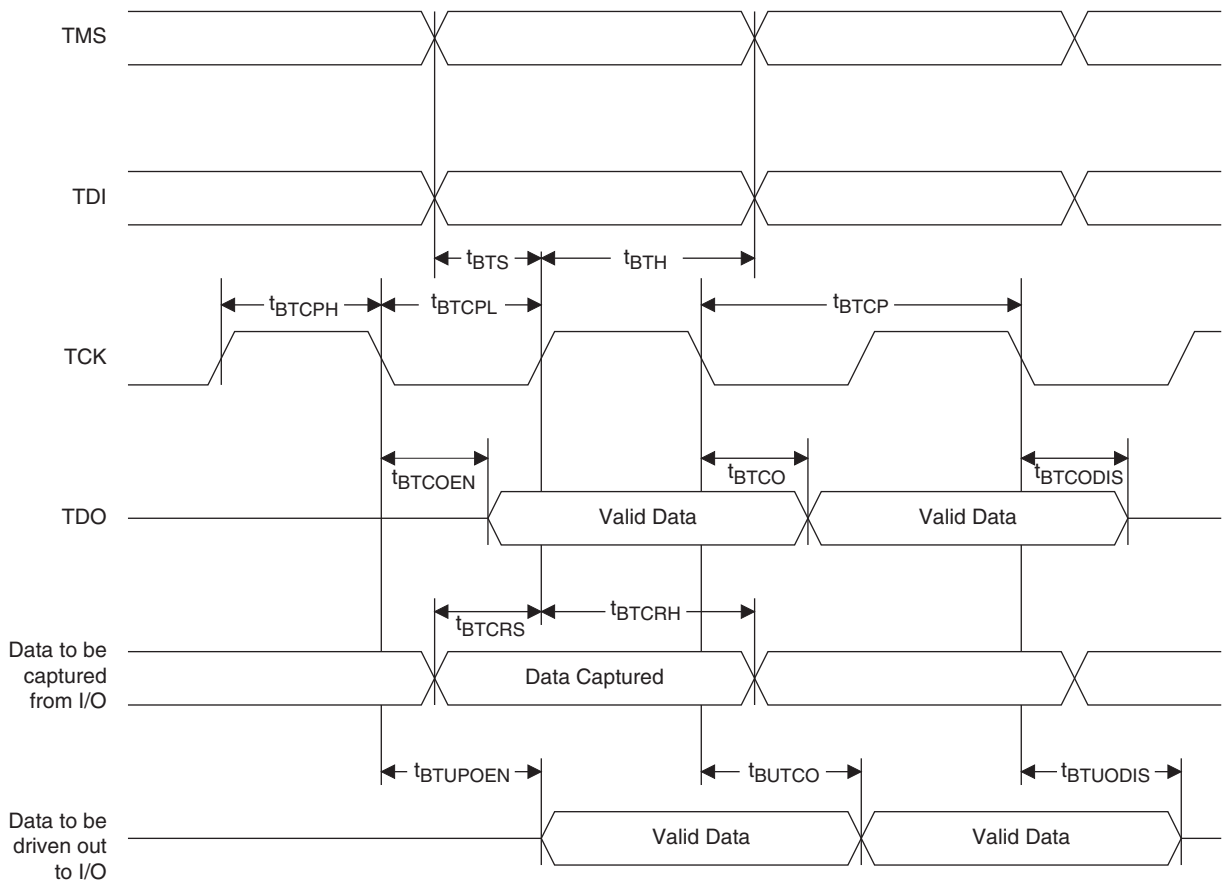 TMS
TDI
tBTS
tBTH
tBTCPH
tBTCPL
tBTCP
TCK
tBTCOEN
tBTCO
tBTCODIS
TDO
Valid Data
Valid Data
tBTCRS
tBTCRH
Data to be
captured
from I/O
Data Captured
tBTUPOEN
tBUTCO
tBTUODIS
Data to be
driven out
to I/O
Valid Data
Valid Data